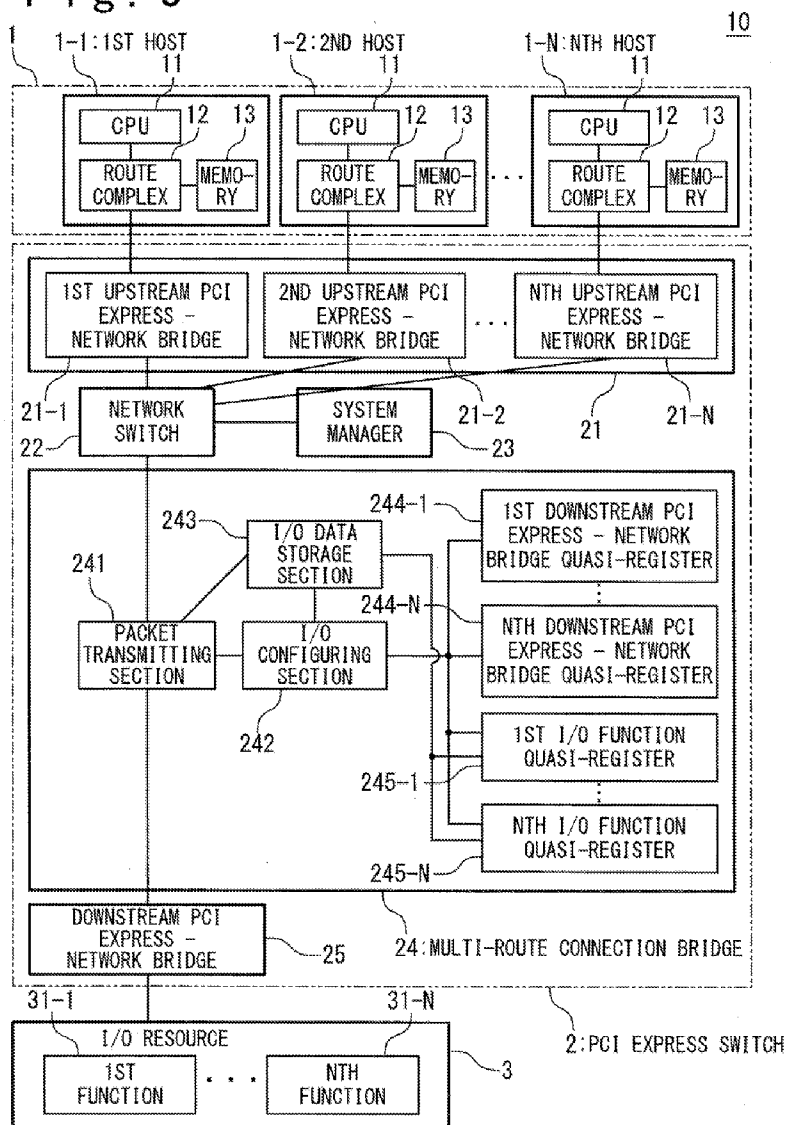 Fig. 3
10
1
1-1:1ST HOST
1-2:2ND HOST
1-N:NTH HOST
11
11
11
CPU
12
13
CPU
12
13
CPU
12
13
ROUTE
COMPLEX
MEMO-
RY
ROUTE
COMPLEX
MEMO-
RY
...
ROUTE
COMPLEX
MEMO-
RY
1ST UPSTREAM PCI
EXPRESS -
NETWORK BRIDGE
2ND UPSTREAM PCI
EXPRESS -
NETWORK BRIDGE
...
NTH UPSTREAM PCI
EXPRESS -
NETWORK BRIDGE
21-1
21-2
21
21-N
NETWORK
SWITCH
22
SYSTEM
MANAGER
23
243
I/O DATA
STORAGE
SECTION
244-1
1ST DOWNSTREAM PCI
EXPRESS - NETWORK
BRIDGE QUASI-REGISTER
241
PACKET
TRANSMITTING
SECTION
I/O
CONFIGURING
SECTION
242
244-N
NTH DOWNSTREAM PCI
EXPRESS - NETWORK
BRIDGE QUASI-REGISTER
1ST I/O FUNCTION
QUASI-REGISTER
245-1
NTH I/O FUNCTION
QUASI-REGISTER
245-N
DOWNSTREAM PCI
EXPRESS -
NETWORK BRIDGE
25
24:MULTI-ROUTE CONNECTION BRIDGE
31-1
31-N
2:PCI EXPRESS SWITCH
I/O RESOURCE
1ST
FUNCTION
...
NTH
FUNCTION
3